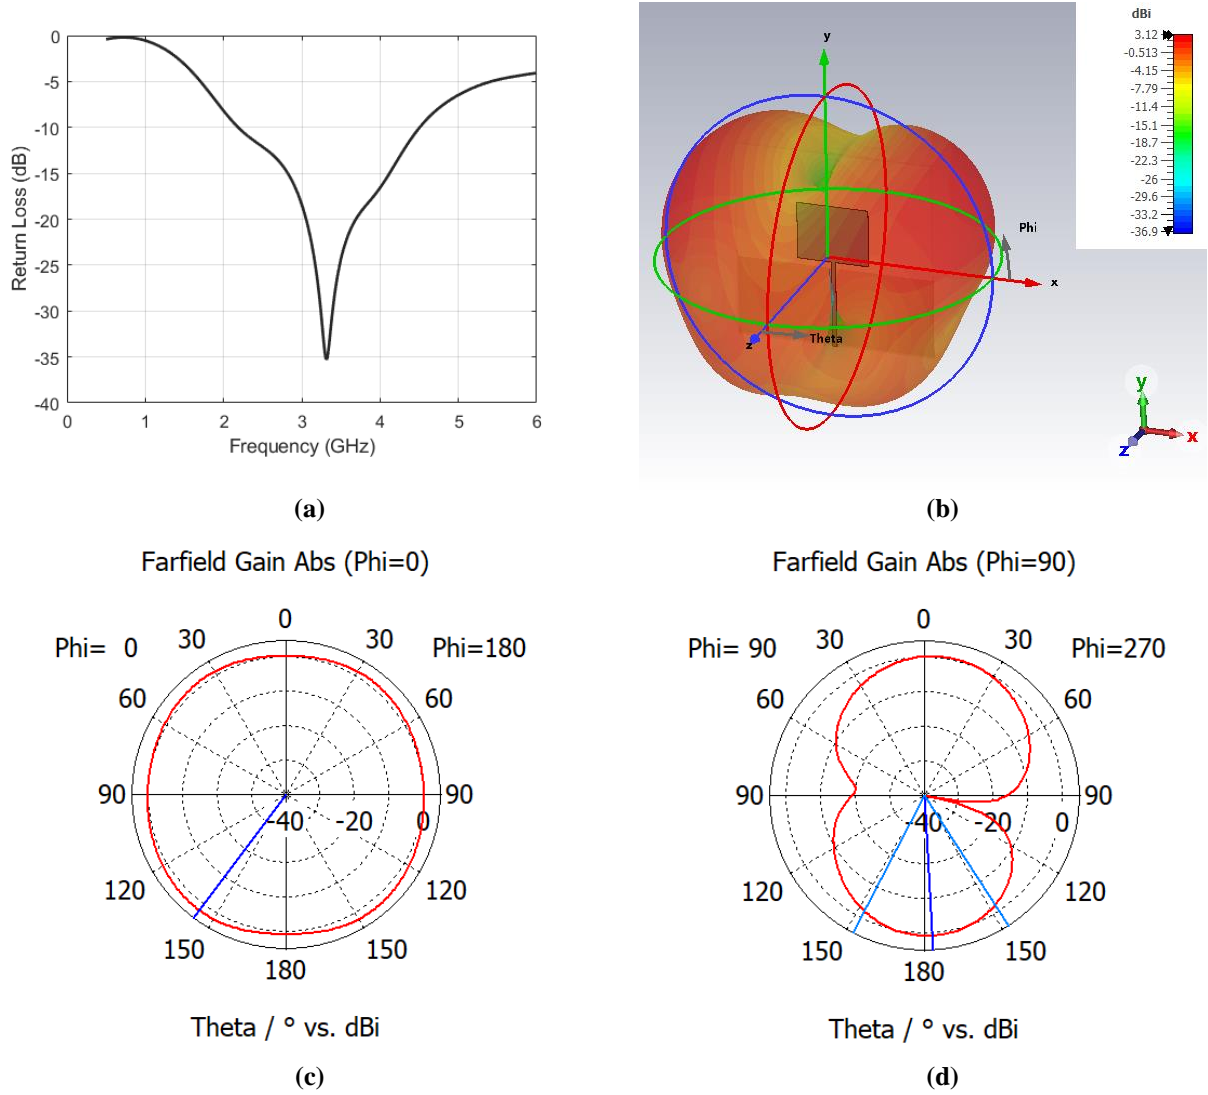 0
-5
-10
-15
-20
-25
-30
-35
-40
Return Loss (dB)
0 1 2 3 4 5 6
Frequency (GHz)
(a)
dBi
3.12
-0.513
-4.15
-7.79
-11.4
-15.1
-18.7
-22.3
-26
-29.6
-33.2
-36.9
y
Phi
x
z
Theta
y
x
z
(b)
Farfield Gain Abs (Phi=0)
0
30 30
Phi= 0 Phi=180
60 60
90 90
-40 -20 0
120 120
150 150
180
Theta / ° vs. dBi
(c)
Farfield Gain Abs (Phi=90)
0
30 30
Phi= 90 Phi=270
60 60
90 90
-40 -20 0
120 120
150 150
180
Theta / ° vs. dBi
(d)